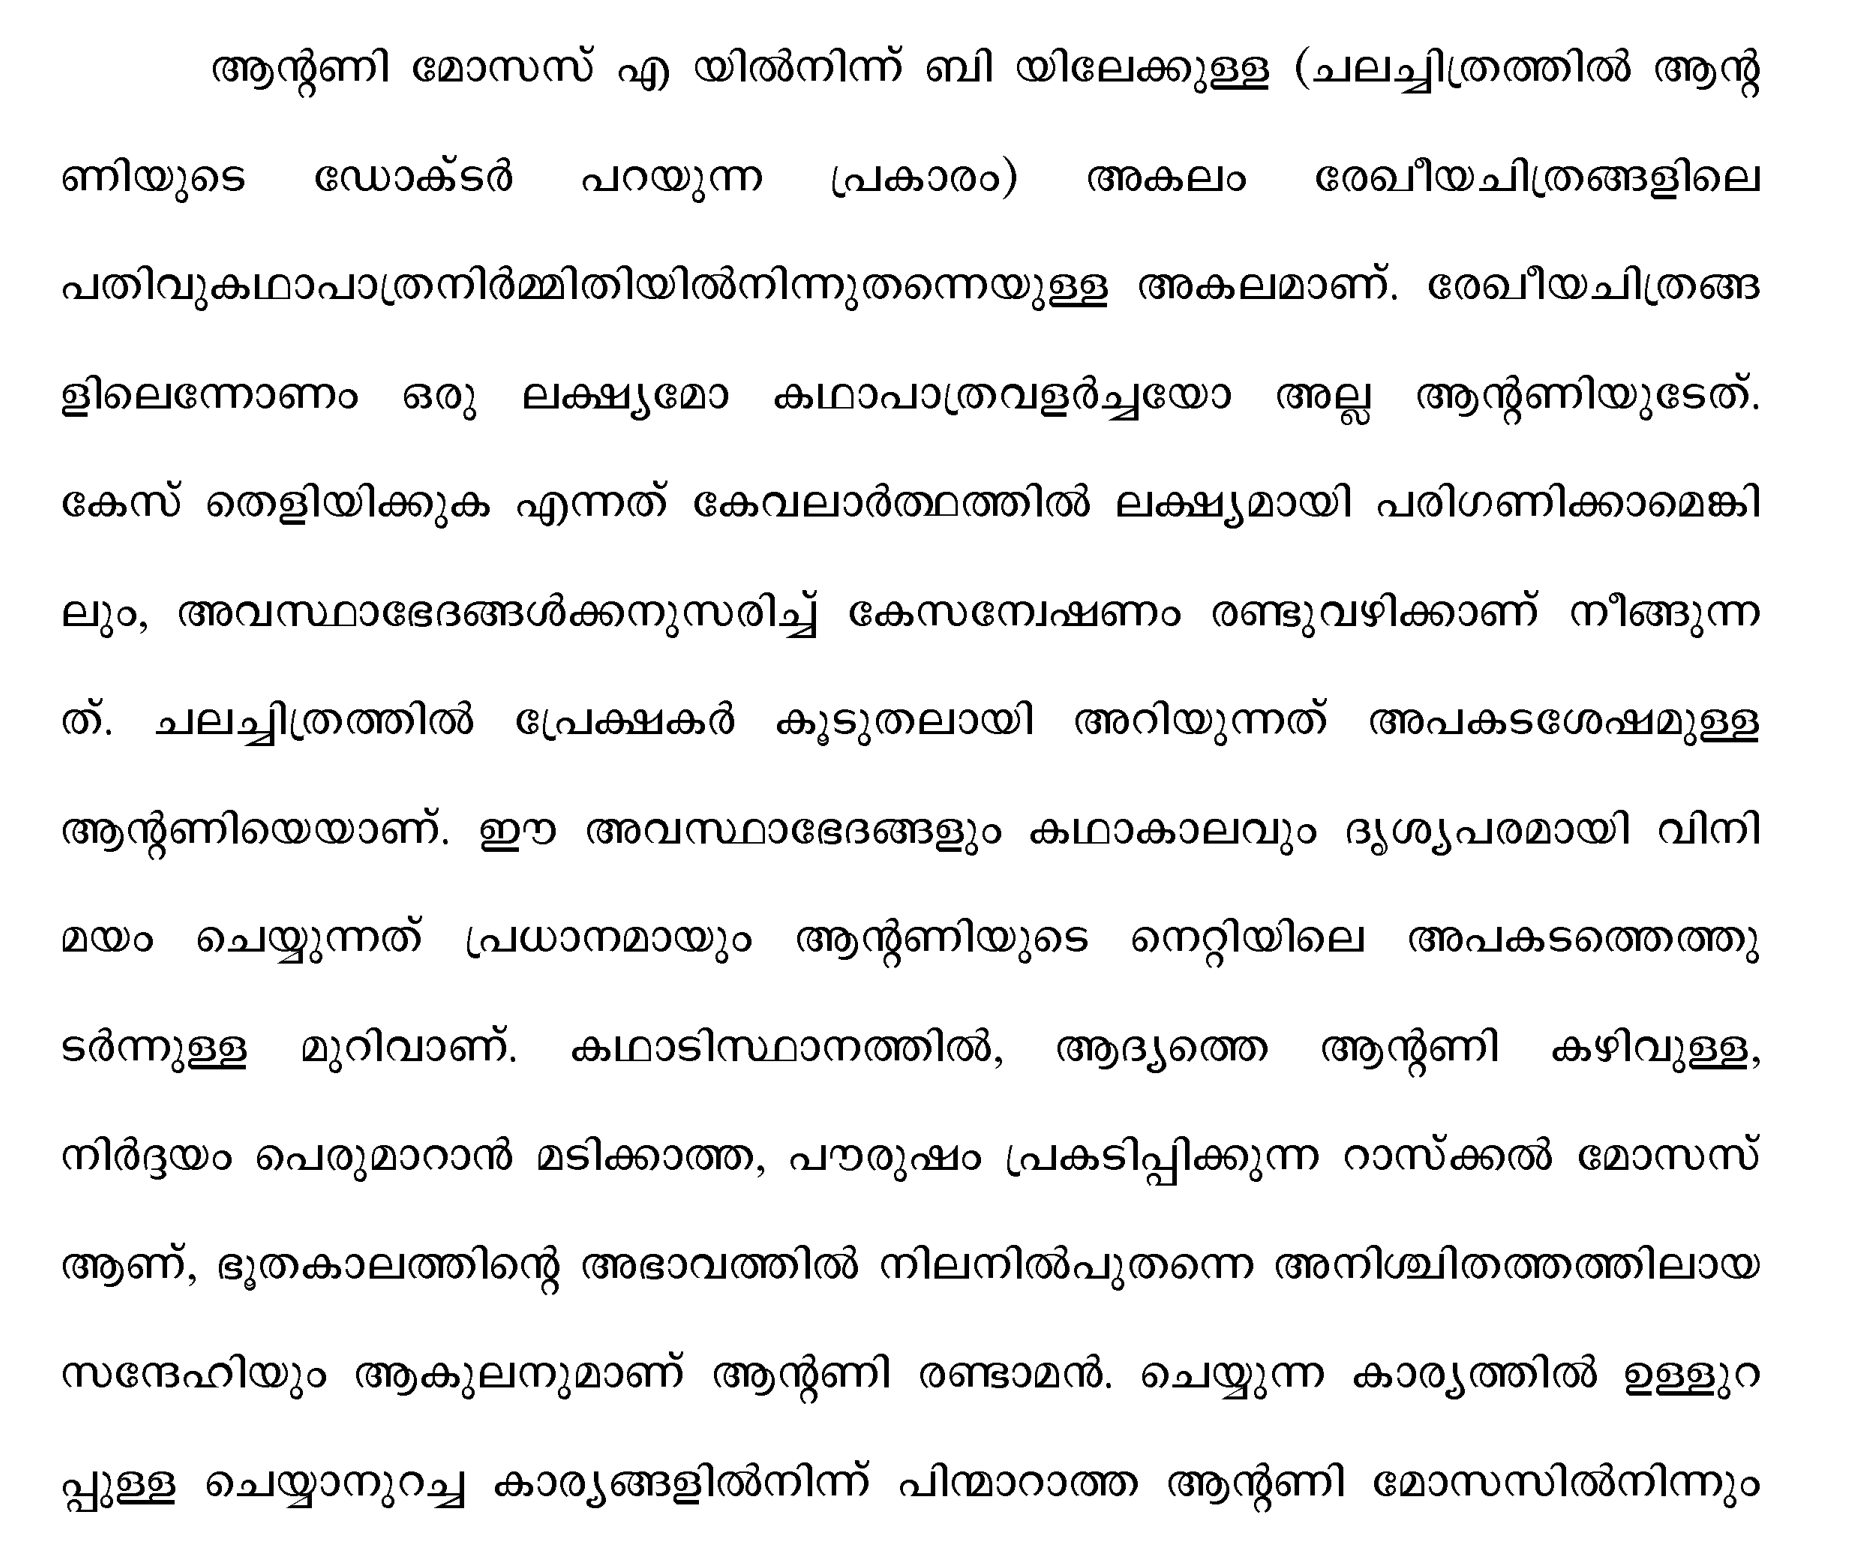 ആന്റണി മോസസ് എ യിൽനിന്ന് ബി യിലേക്കുള്ള (ചലച്ചിത്രത്തിൽ ആന്റ
ണിയുടെ ഡോക്ടർ പറയുന്ന പ്രകാരം) അകലം രേഖീയചിത്രങ്ങളിലെ
പതിവുകഥാപാത്രനിർമ്മിതിയിൽനിന്നുതന്നെയുള്ള അകലമാണ്. രേഖീയചിത്രങ്ങ
ളിലെന്നോണം ഒരു ലക്ഷ്യമോ കഥാപാത്രവളർച്ചയോ അല്ല ആന്റണിയുടേത്.
കേസ് തെളിയിക്കുക എന്നത് കേവലാർത്ഥത്തിൽ ലക്ഷ്യമായി പരിഗണിക്കാമെങ്കി
ലും, അവസ്ഥാഭേദങ്ങൾക്കനുസരിച്ച് കേസന്വേഷണം രണ്ടുവഴിക്കാണ് നീങ്ങുന്ന
ത്. ചലച്ചിത്രത്തിൽ പ്രേക്ഷകർ കൂടുതലായി അറിയുന്നത് അപകടശേഷമുള്ള
ആന്റണിയെയാണ്. ഈ അവസ്ഥാഭേദങ്ങളും കഥാകാലവും ദൃശ്യപരമായി വിനി
മയം ചെയ്യുന്നത് പ്രധാനമായും ആന്റണിയുടെ നെറ്റിയിലെ അപകടത്തെത്തു
ടർന്നുള്ള മുറിവാണ്. കഥാടിസ്ഥാനത്തിൽ, ആദ്യത്തെ ആന്റണി കഴിവുള്ള,
നിർദ്ദയം പെരുമാറാൻ മടിക്കാത്ത, പൗരുഷം പ്രകടിപ്പിക്കുന്ന റാസ്ക്കൽ മോസസ്
ആണ്, ഭൂതകാലത്തിന്റെ അഭാവത്തിൽ നിലനിൽപുതന്നെ അനിശ്ചിതത്തത്തിലായ
സന്ദേഹിയും ആകുലനുമാണ് ആന്റണി രണ്ടാമൻ. ചെയ്യുന്ന കാര്യത്തിൽ ഉള്ളുറ
പ്പുള്ള ചെയ്യാനുറച്ച കാര്യങ്ങളിൽനിന്ന് പിന്മാറാത്ത ആന്റണി മോസസിൽനിന്നും